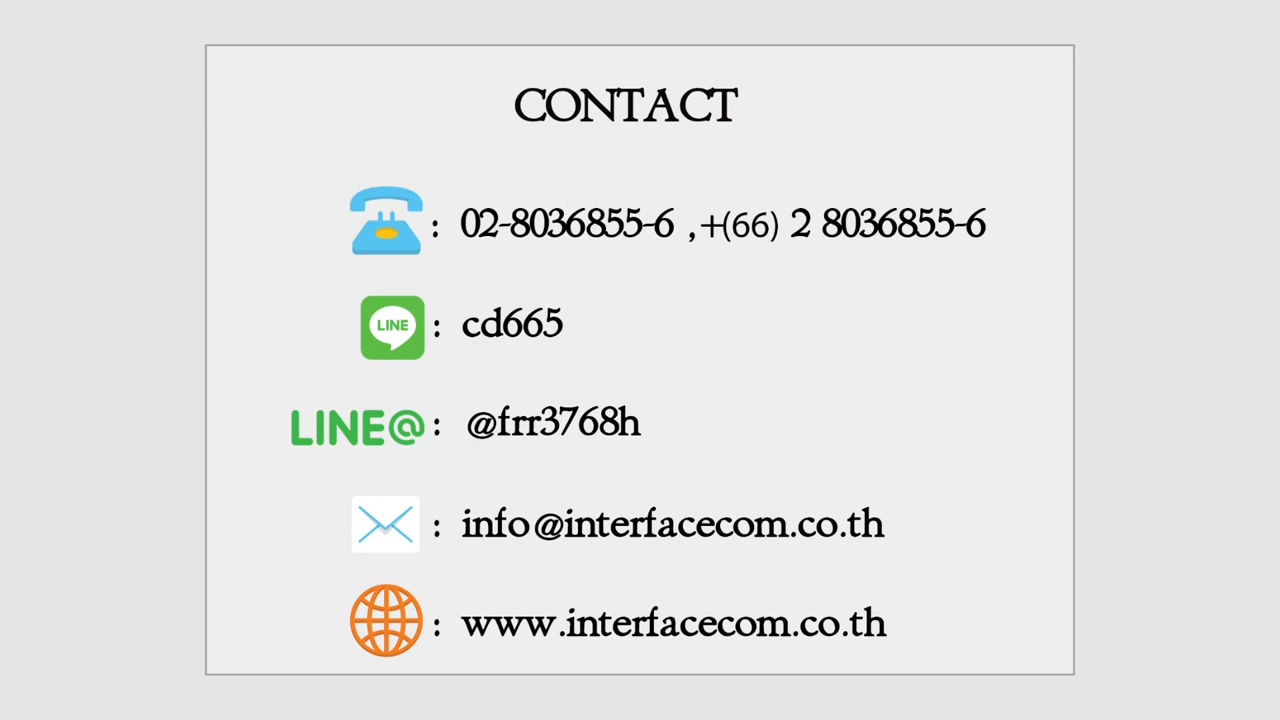 CONTACT
: 02-8036855-6 ,+(66) 2 8036855-6
LINE : cd665
LINE@ : @frr3768h
: info@interfacecom.co.th
: www.interfacecom.co.th